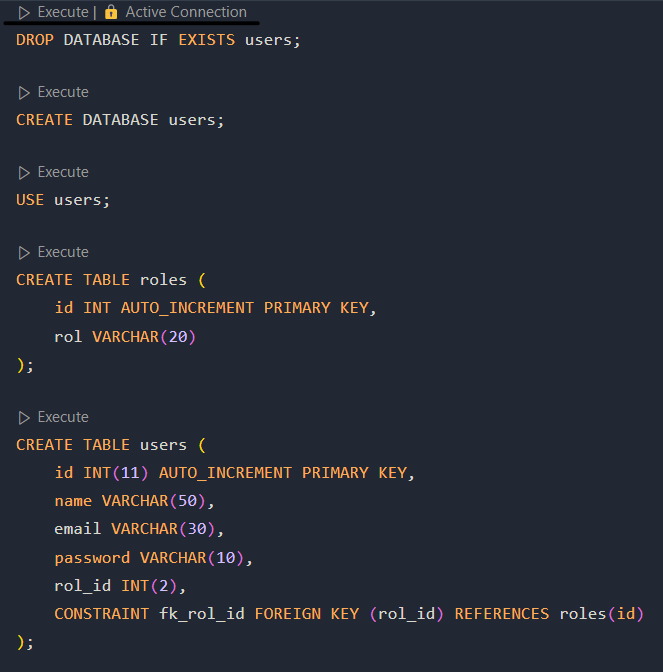 Execute | Active Connection
DROP DATABASE IF EXISTS users;
Execute
CREATE DATABASE users;
Execute
USE users;
Execute
CREATE TABLE roles (
    id INT AUTO_INCREMENT PRIMARY KEY,
    rol VARCHAR(20)
);
Execute
CREATE TABLE users (
    id INT(11) AUTO_INCREMENT PRIMARY KEY,
    name VARCHAR(50),
    email VARCHAR(30),
    password VARCHAR(10),
    rol_id INT(2),
    CONSTRAINT fk_rol_id FOREIGN KEY (rol_id) REFERENCES roles(id)
);